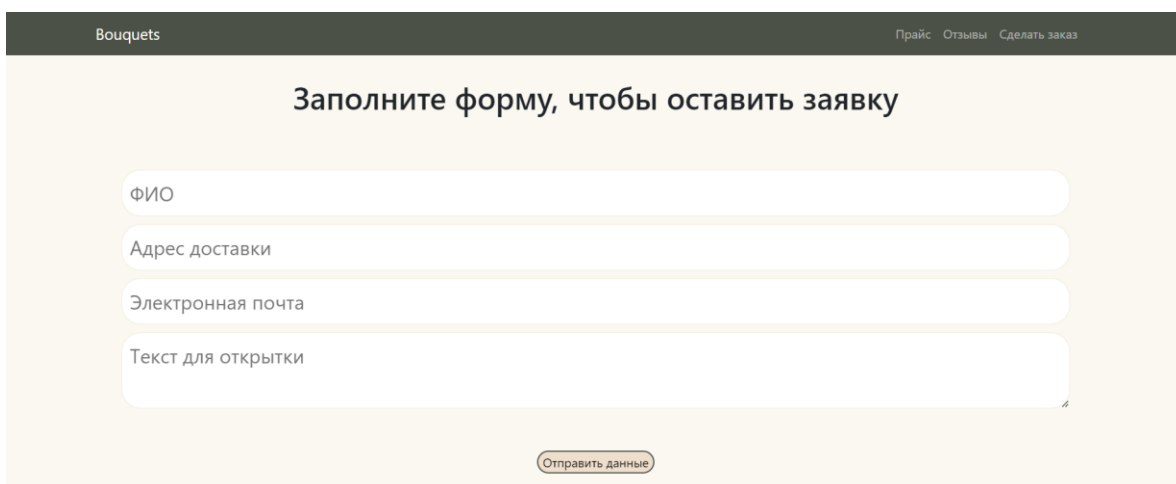 Bouquets
Прайс Отзывы Сделать заказ
Заполните форму, чтобы оставить заявку
ФИО
Адрес доставки
Электронная почта
Текст для открытки
Отправить данные